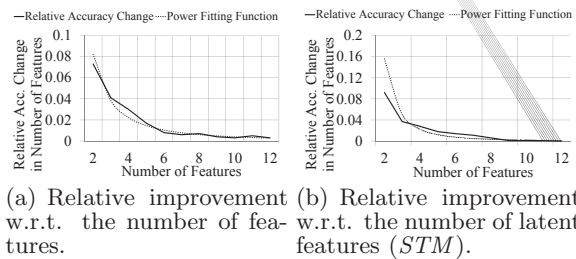 Relative Accuracy Change Power Fitting Function
Relative Acc. Change
in Number of Features
0.1
0.08
0.06
0.04
0.02
0
2 4 6 8 10 12
Number of Features
(a) Relative improvement
w.r.t. the number of fea-
tures.
Relative Accuracy Change Power Fitting Function
Relative Acc. Change
in Number of Features
0.2
0.16
0.12
0.08
0.04
0
2 4 6 8 10 12
Number of Features
(b) Relative improvement
w.r.t. the number of latent
features (STM).